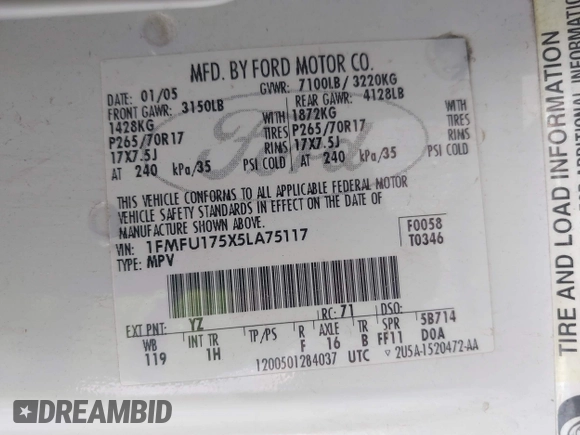 MFD. BY FORD MOTOR CO.
DATE: 01/05
GVWR: 7100LB/ 3220KG
FRONT GAWR: 3150LB
REAR GAWR: 4128LB
1428KG WITH
1872KG WITH
P265/70R17 TIRES
P265/70R17 TIRES
17X7.5J RIMS
17X7.5J RIMS
AT 240 kPa/35 PSI COLD
AT 240 kPa/35 PSI COLD
Ford
THIS VEHICLE CONFORMS TO ALL APPLICABLE FEDERAL MOTOR
VEHICLE SAFETY STANDARDS IN EFFECT ON THE DATE OF
MANUFACTURE SHOWN ABOVE.
VIN: 1FMFU175X5LA75117
TYPE: MPV
F0058
T0346
EXT PNT: YZ
RC: 71
DSO:
WB INT TR TP/PS R AXLE TR SPR 5B714
119 1H F 16 B FF11 DOA
1200501284037 UTC ▽ 2U5A-1520472-AA
TIRE AND LOAD INFORMATION
DREAMBID